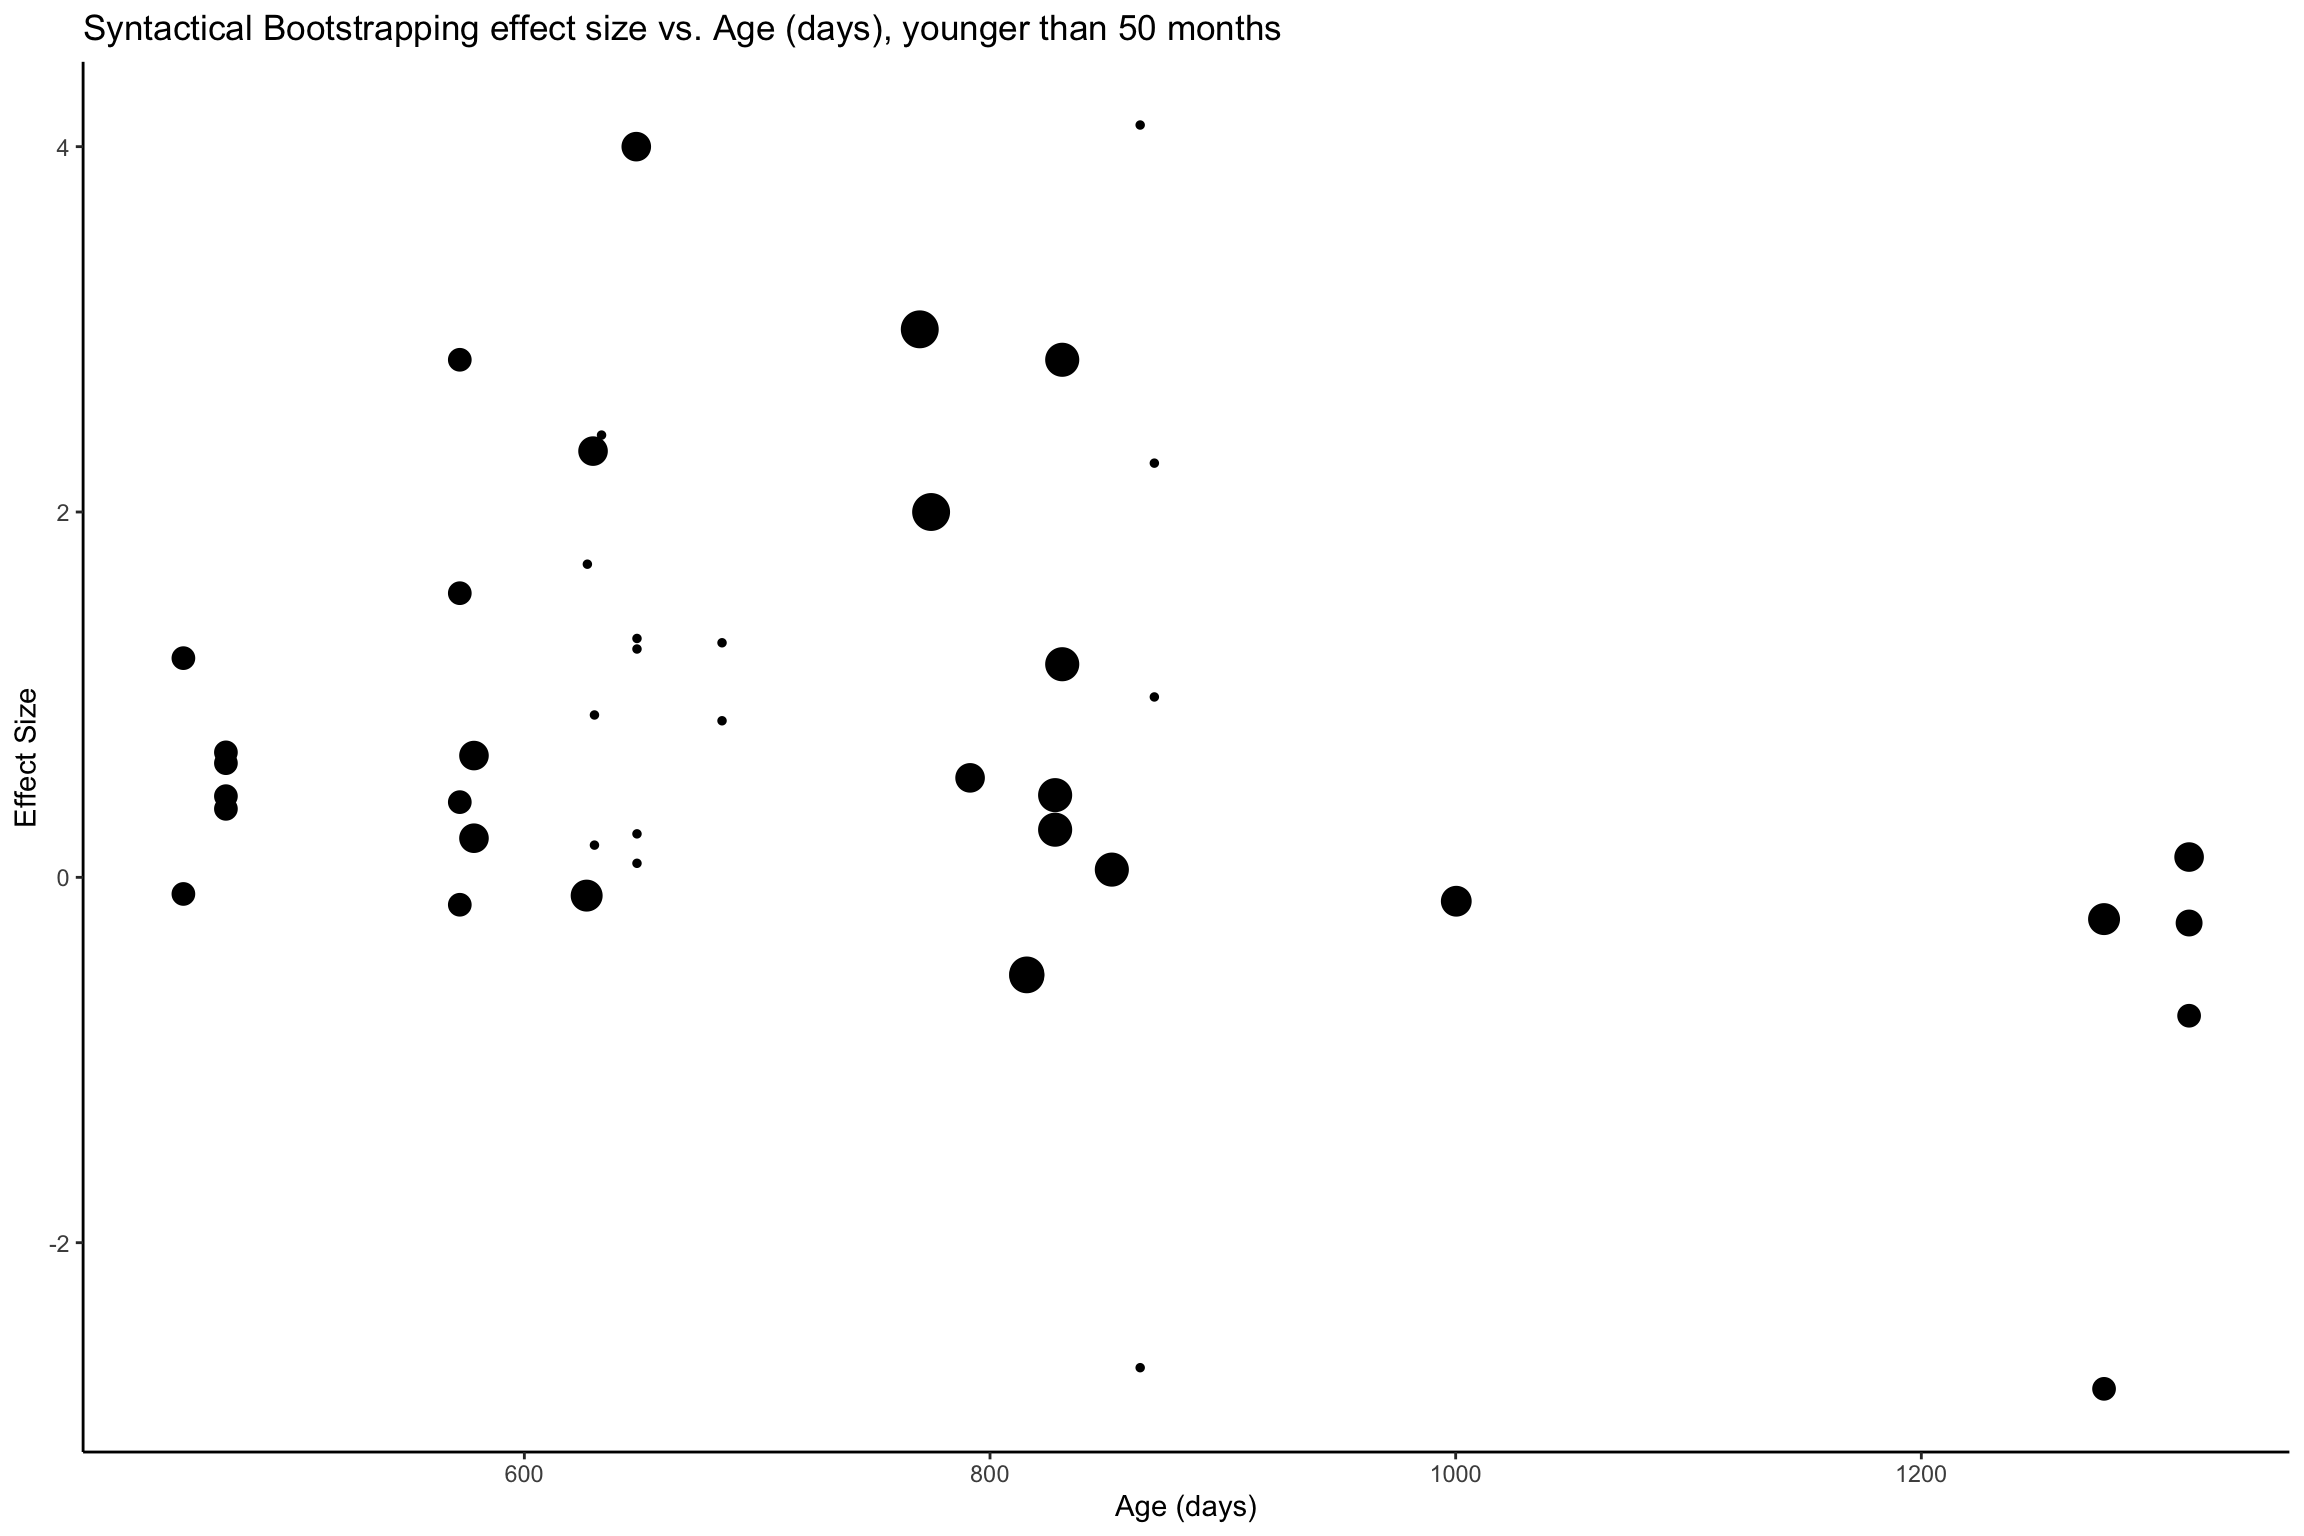 Syntactical Bootstrapping effect size vs. Age (days), younger than 50 months
Effect Size
4
2
0
-2
600
800
1000
1200
Age (days)